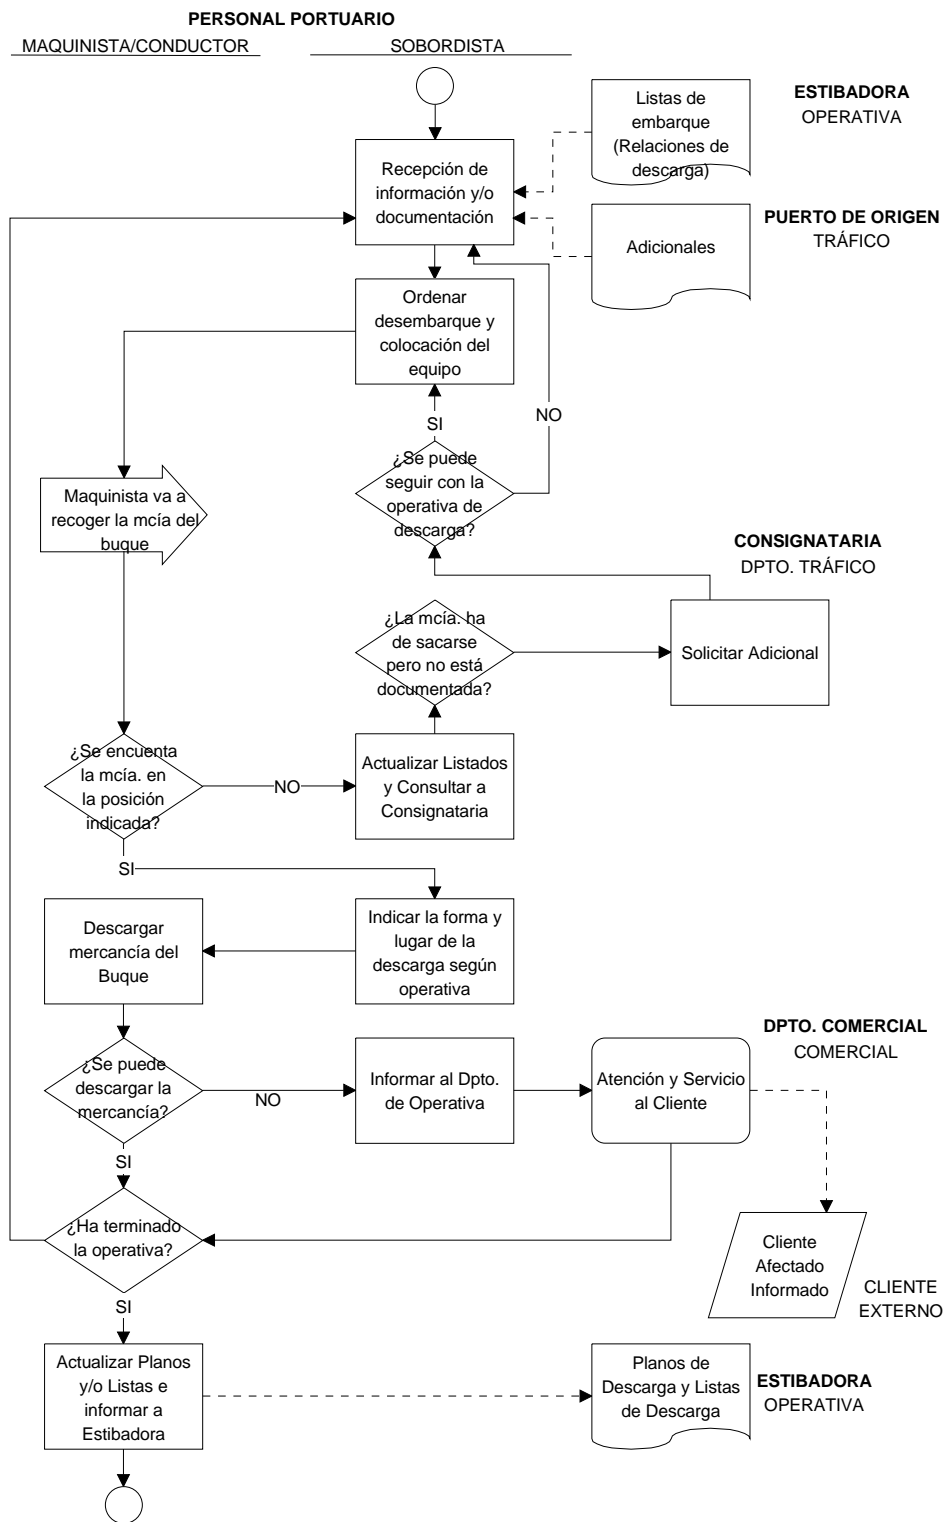 PERSONAL PORTUARIO
MAQUINISTA/CONDUCTOR
SOBORDISTA
Listas de
embarque
(Relaciones de
descarga)
ESTIBADORA
OPERATIVA
Recepción de
información y/o
documentación
Adicionales
PUERTO DE ORIGEN
TRÁFICO
Ordenar
desembarque y
colocación del
equipo
SI
NO
¿Se puede
seguir con la
operativa de
descarga?
Maquinista va a
recoger la mcía del
buque
CONSIGNATARIA
DPTO. TRÁFICO
¿La mcía. ha
de sacarse
pero no está
documentada?
Solicitar Adicional
¿Se encuenta
la mcía. en
la posición
indicada?
NO
Actualizar Listados
y Consultar a
Consignataria
SI
Descargar
mercancía del
Buque
Indicar la forma y
lugar de la
descarga según
operativa
DPTO. COMERCIAL
COMERCIAL
¿Se puede
descargar la
mercancía?
NO
Informar al Dpto.
de Operativa
Atención y Servicio
al Cliente
SI
¿Ha terminado
la operativa?
Cliente
Afectado
Informado
CLIENTE
EXTERNO
SI
Actualizar Planos
y/o Listas e
informar a
Estibadora
Planos de
Descarga y Listas
de Descarga
ESTIBADORA
OPERATIVA